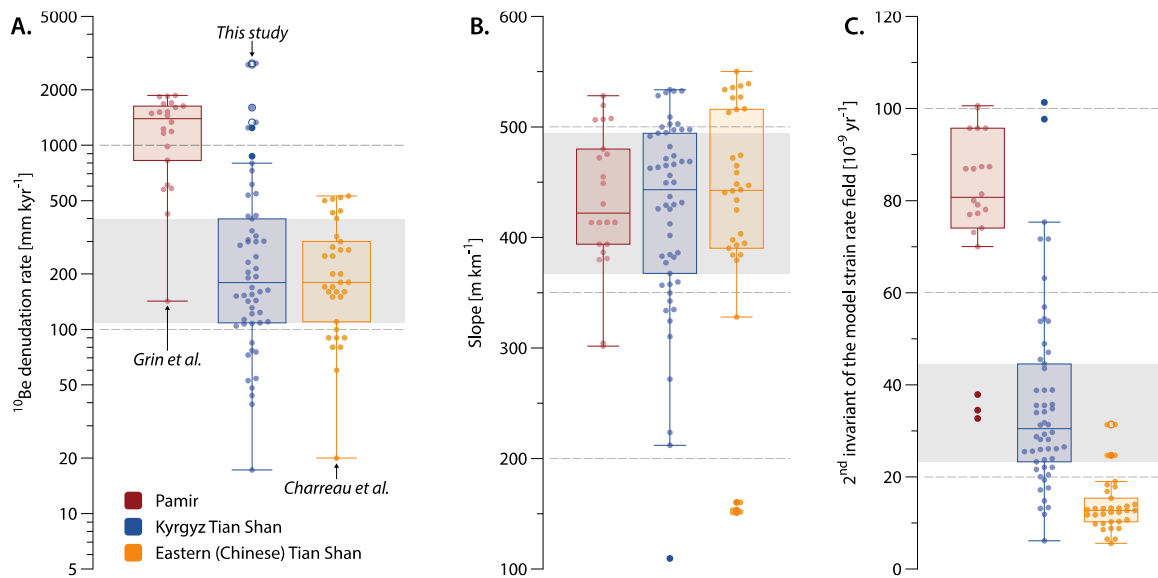 A.
¹⁰Be denudation rate [mm kyr⁻¹]
5000
2000
1000
500
200
100
50
20
10
5
This study
Grin et al.
Charreau et al.
Pamir
Kyrgyz Tian Shan
Eastern (Chinese) Tian Shan
B.
Slope [m km⁻¹]
600
500
400
300
200
100
C.
2ⁿᵈ invariant of the model strain rate field [10⁻⁹ yr⁻¹]
120
100
80
60
40
20
0